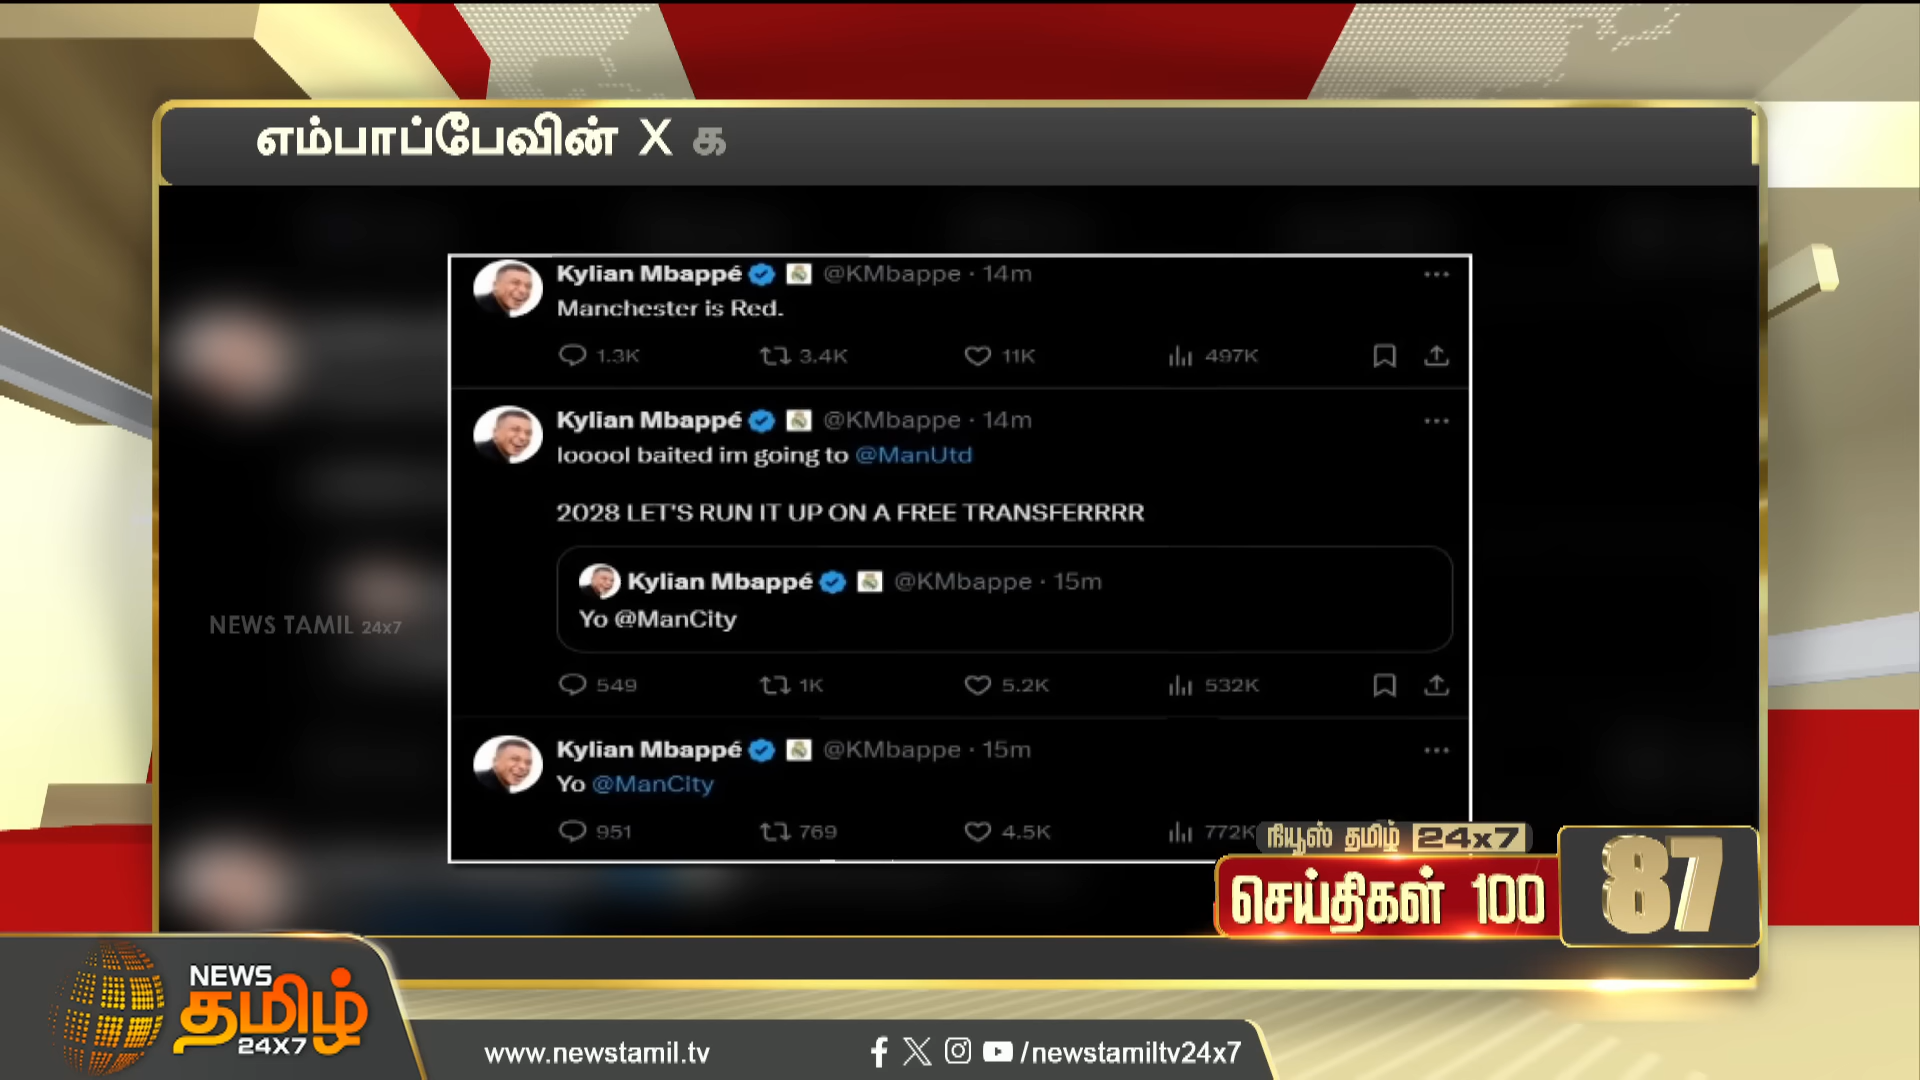 எம்பாப்பேவின் X க
Kylian Mbappé @KMbappe · 14m
Manchester is Red.
1.3K 3.4K 11K 497K
Kylian Mbappé @KMbappe · 14m
looool baited im going to @ManUtd
2028 LET'S RUN IT UP ON A FREE TRANSFERRRR
Kylian Mbappé @KMbappe · 15m
Yo @ManCity
549 1K 5.2K 532K
Kylian Mbappé @KMbappe · 15m
Yo @ManCity
951 769 4.5K 772K
NEWS TAMIL 24x7
நியூஸ் தமிழ் 24x7
செய்திகள் 100
87
NEWS
தமிழ்
24X7
www.newstamil.tv
/newstamiltv24x7